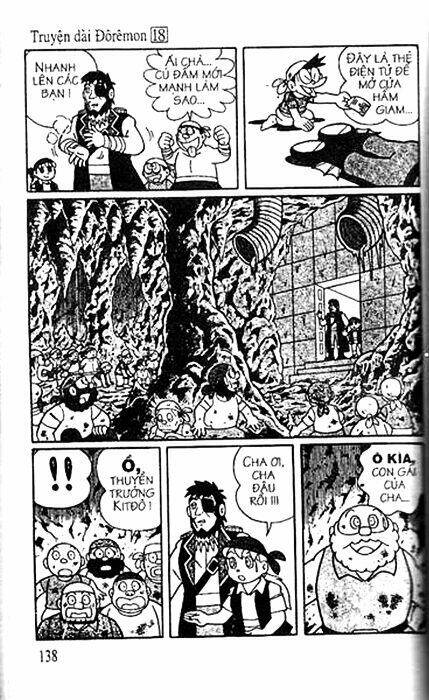 Truyện dài Đôrêmon 18
NHANH
LÊN CÁC
BẠN !
ÁI CHÀ...
CÚ ĐẤM MỚI
MẠNH LÀM
SAO...
ĐÂY LÀ THẺ
ĐIỆN TỬ ĐỂ
MỞ CỬA
HẦM
GIAM...
!!
Ồ,
THUYỀN
TRƯỞNG
KITĐÔ !
CHA ƠI,
CHA
ĐÂU
RỒI !!!
Ô KÌA,
CON GÁI
CỦA
CHA...
138